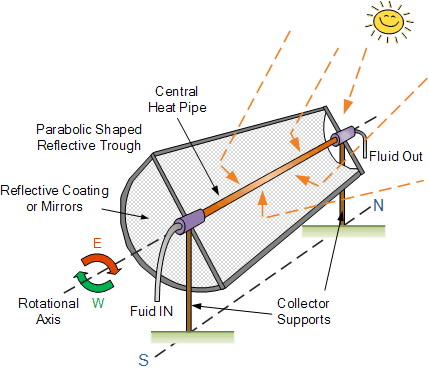 Central
Heat Pipe
Parabolic Shaped
Reflective Trough
Fluid Out
Reflective Coating
or Mirrors
N
E
W
Rotational
Axis
Fuid IN
Collector
Supports
S